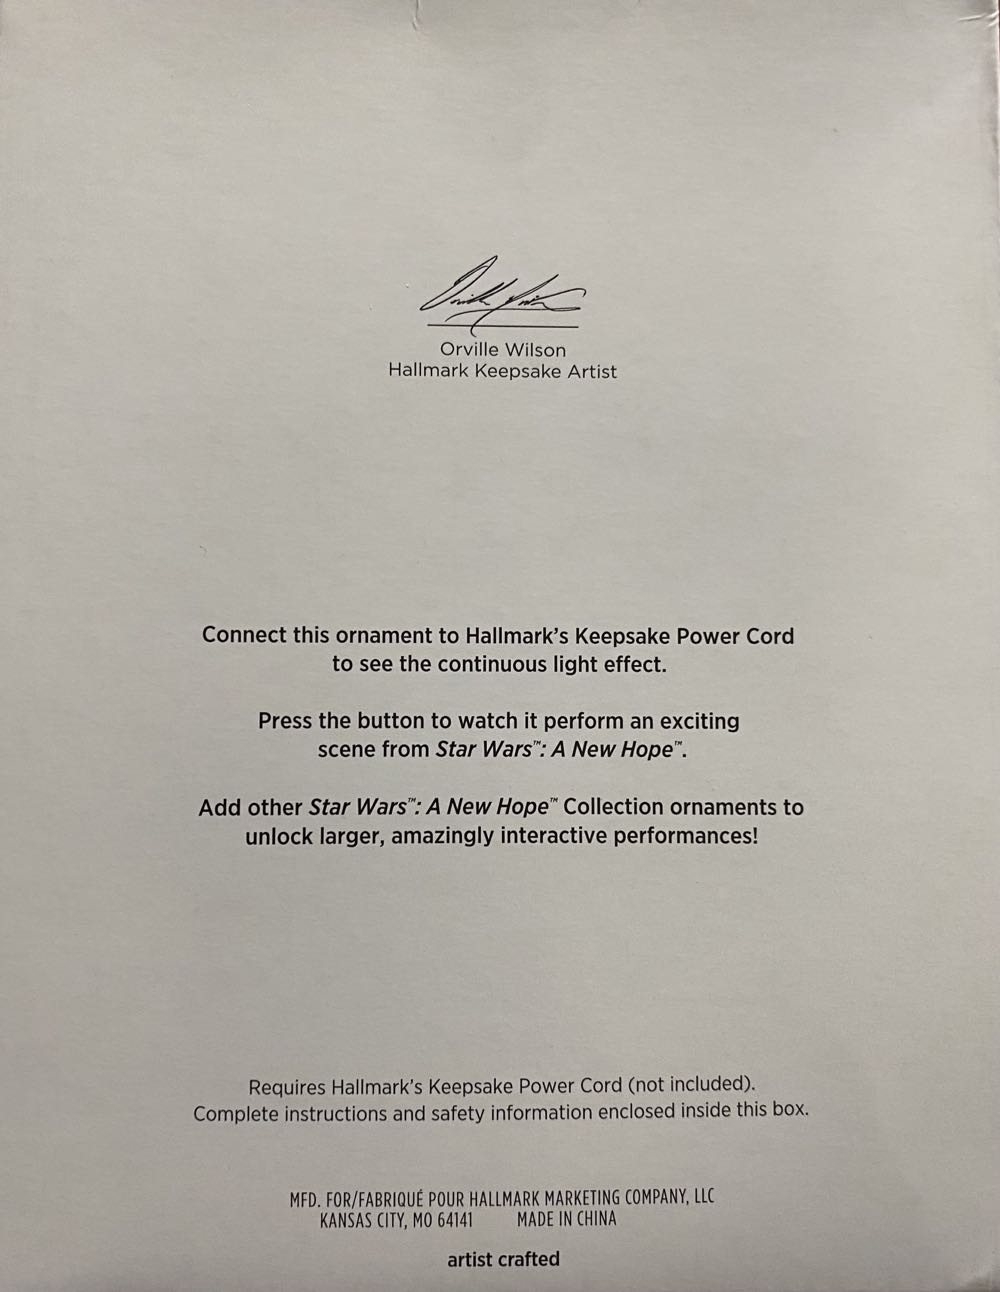 Orville Wilson
Orville Wilson
Hallmark Keepsake Artist
Connect this ornament to Hallmark's Keepsake Power Cord
to see the continuous light effect.
Press the button to watch it perform an exciting
scene from Star Wars™: A New Hope™.
Add other Star Wars™: A New Hope™ Collection ornaments to
unlock larger, amazingly interactive performances!
Requires Hallmark's Keepsake Power Cord (not included).
Complete instructions and safety information enclosed inside this box.
MFD. FOR/FABRIQUÉ POUR HALLMARK MARKETING COMPANY, LLC
KANSAS CITY, MO 64141 MADE IN CHINA
artist crafted